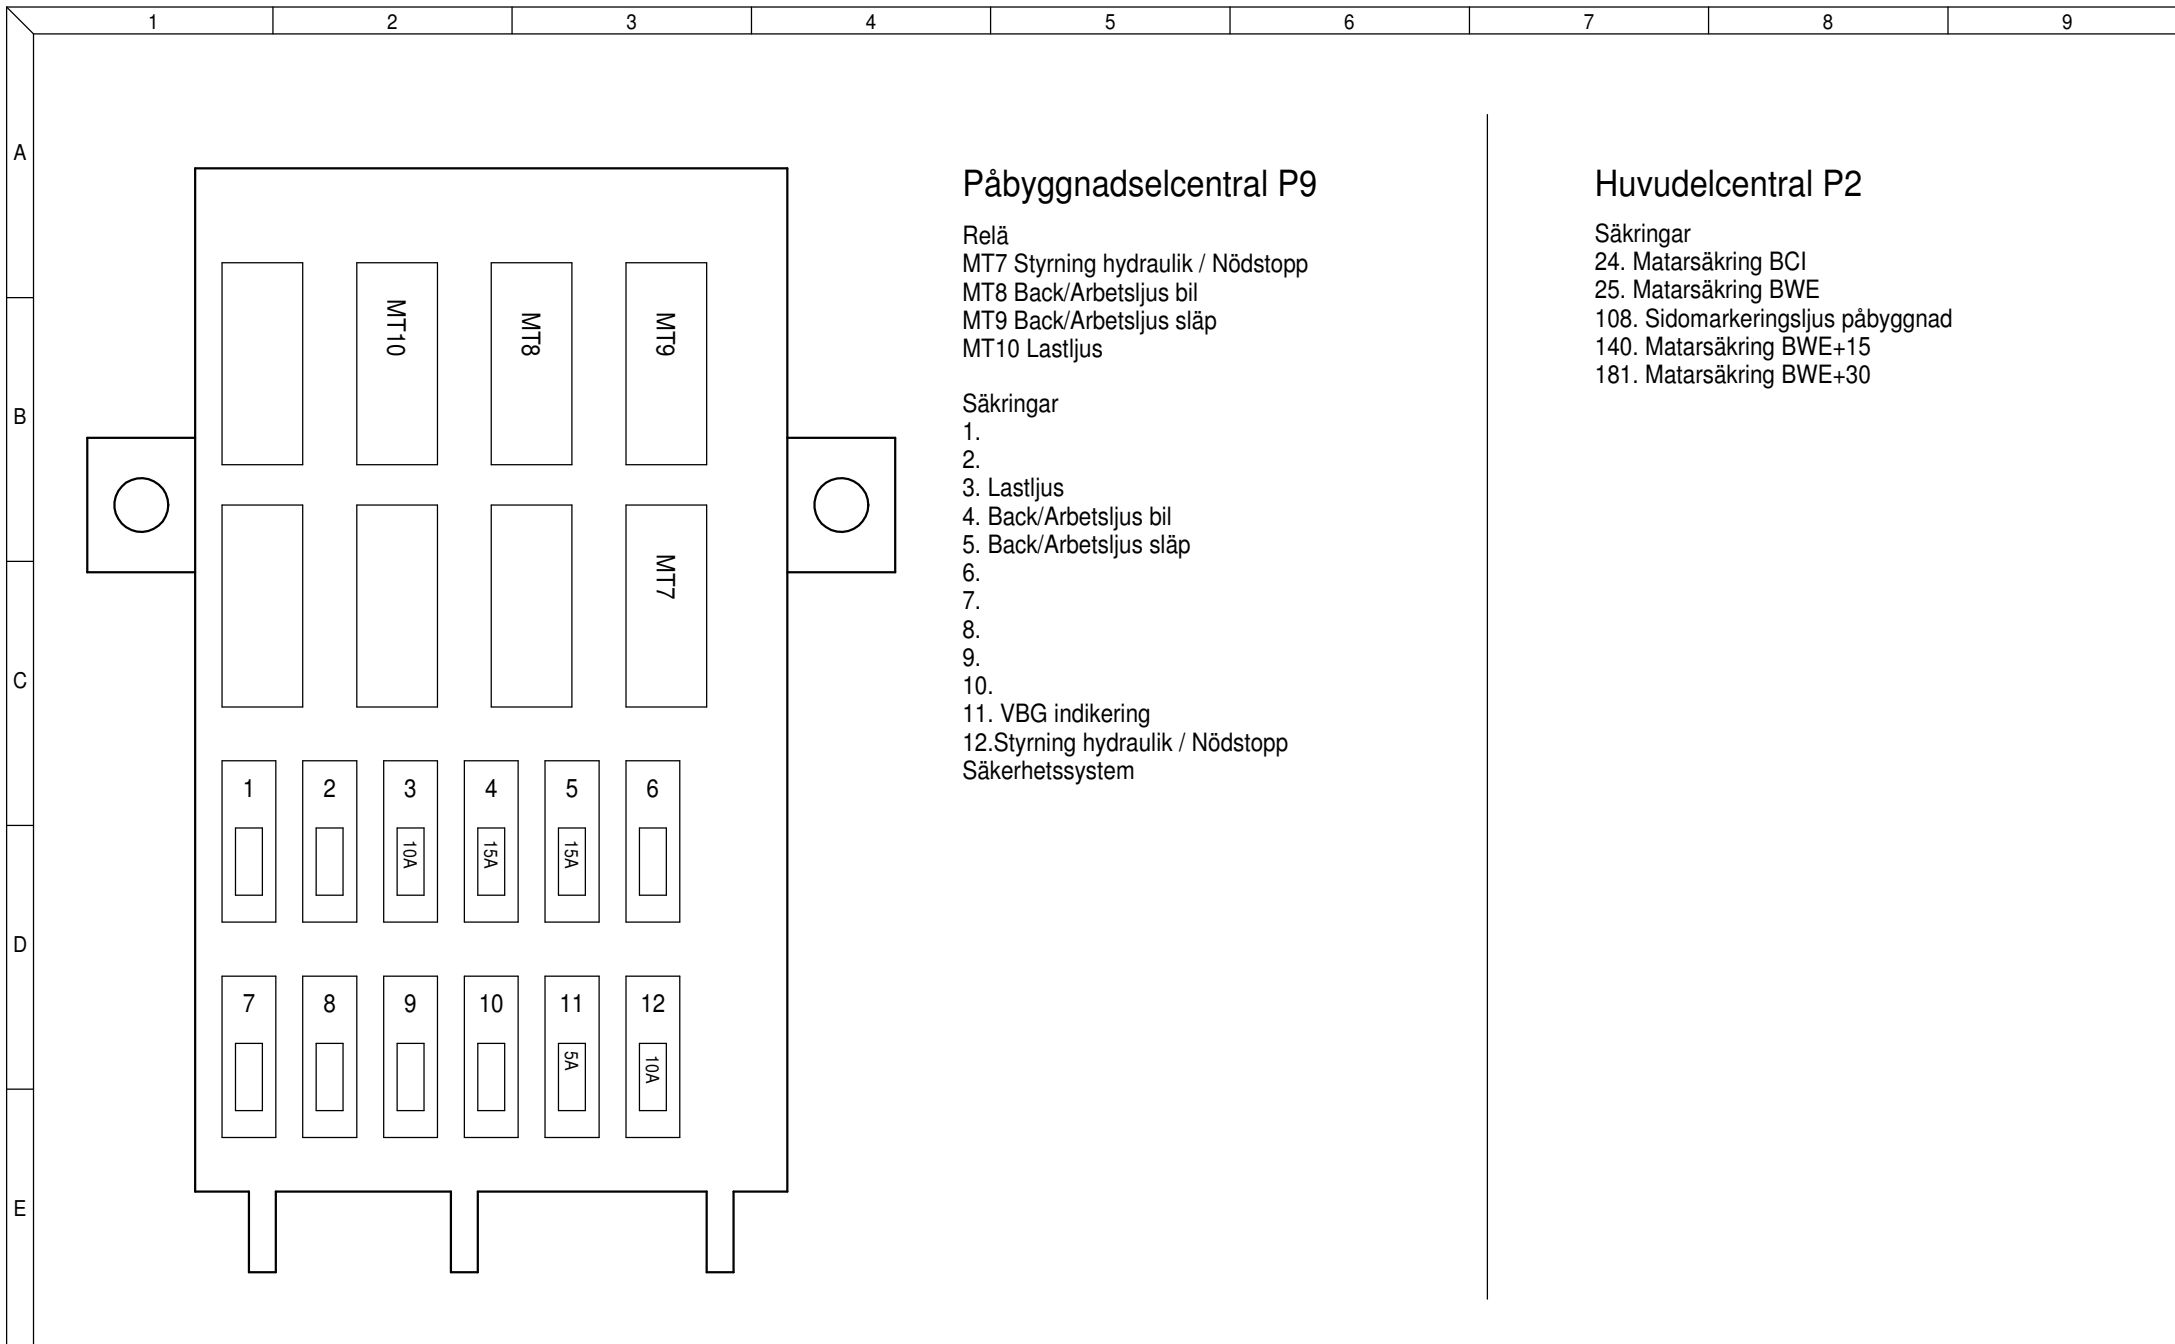 1 2 3 4 5 6 7 8 9
A
B
C
D
E
MT10
MT8
MT9
MT7
1 2 3 4 5 6
10A 15A 15A
7 8 9 10 11 12
5A 10A
Påbyggnadselcentral P9
Relä
MT7 Styrning hydraulik / Nödstopp
MT8 Back/Arbetsljus bil
MT9 Back/Arbetsljus släp
MT10 Lastljus
Säkringar
1.
2.
3. Lastljus
4. Back/Arbetsljus bil
5. Back/Arbetsljus släp
6.
7.
8.
9.
10.
11. VBG indikering
12.Styrning hydraulik / Nödstopp
Säkerhetssystem
Huvudelcentral P2
Säkringar
24. Matarsäkring BCI
25. Matarsäkring BWE
108. Sidomarkeringsljus påbyggnad
140. Matarsäkring BWE+15
181. Matarsäkring BWE+30